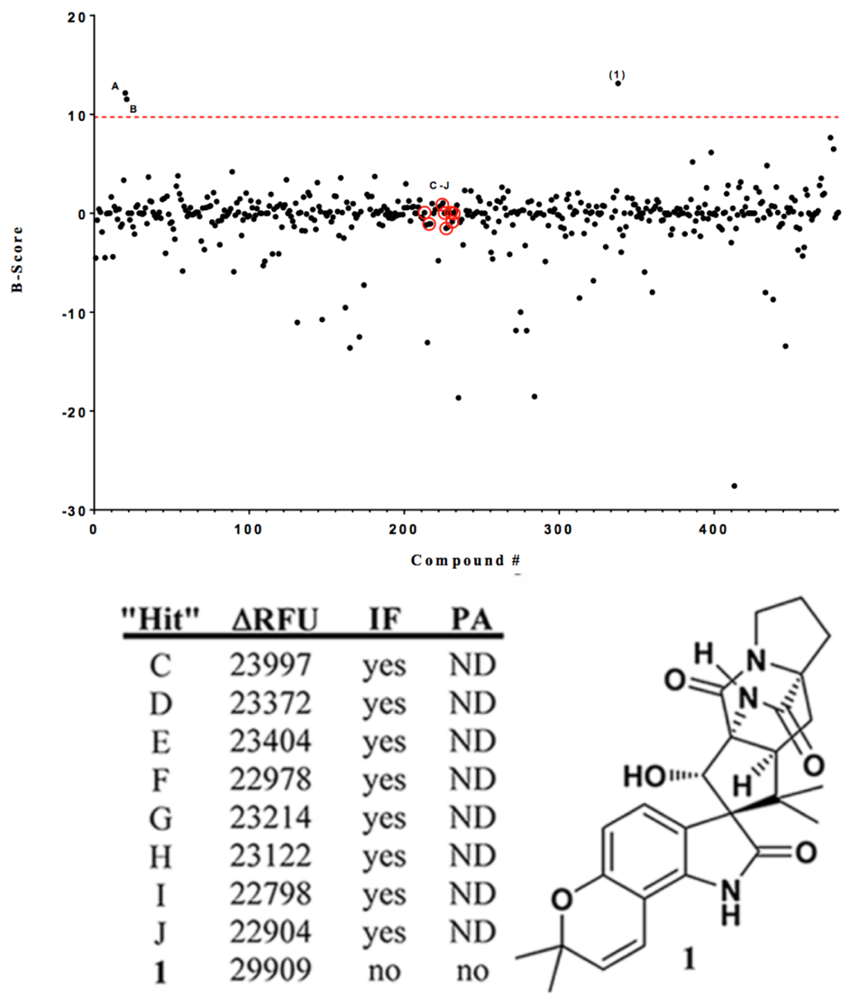 20
A
B
(1)
10
C-J
0
-10
-20
-30
B-Score
0 100 200 300 400
Compound #
"Hit" ΔRFU IF PA
C 23997 yes ND
D 23372 yes ND
E 23404 yes ND
F 22978 yes ND
G 23214 yes ND
H 23122 yes ND
I 22798 yes ND
J 22904 yes ND
1 29909 no no
N
H
O
N
O
HO
H
O
N
H
O
1